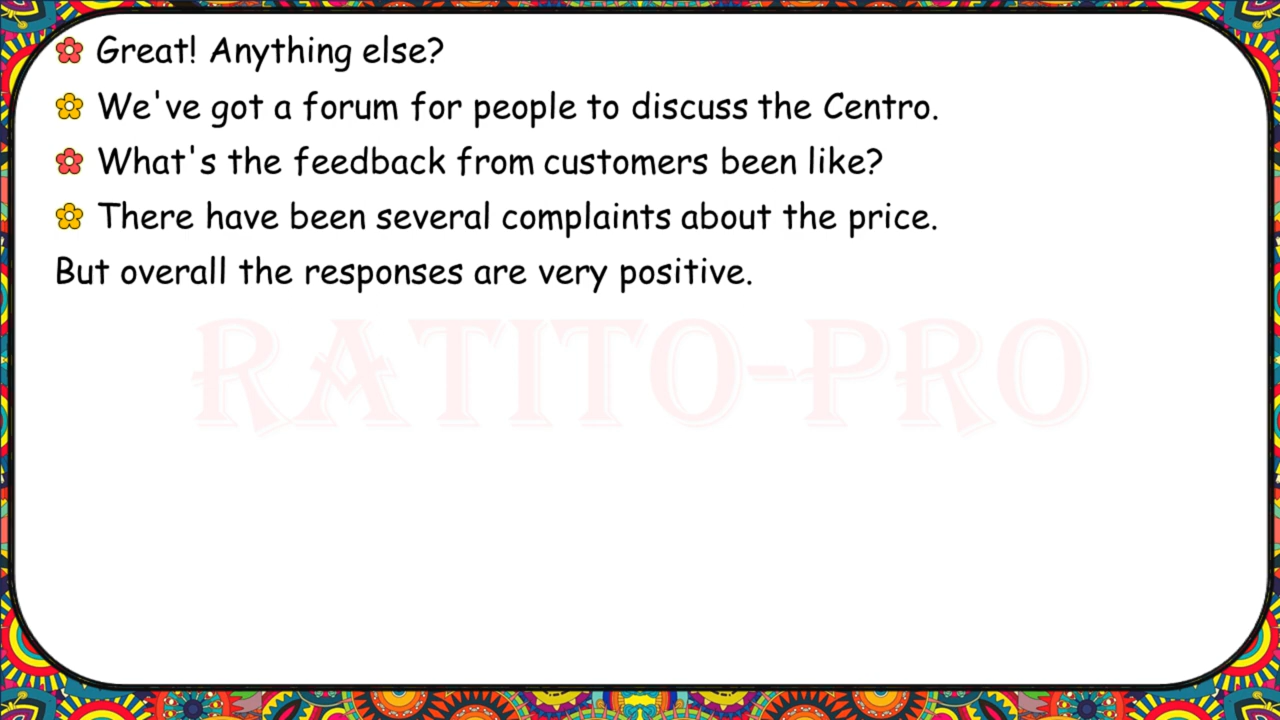 Great! Anything else?
We've got a forum for people to discuss the Centro.
What's the feedback from customers been like?
There have been several complaints about the price.
But overall the responses are very positive.
RATITO-PRO